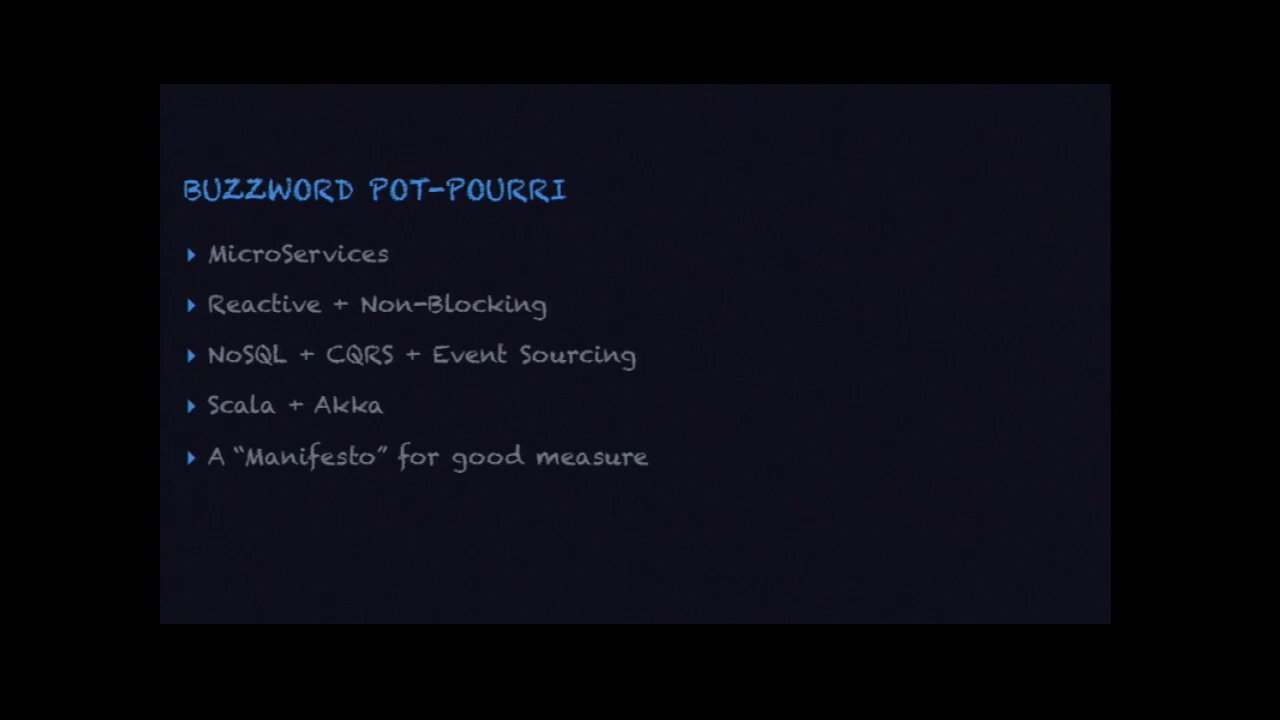 BUZZWORD POT-POURRI
MicroServices
Reactive + Non-Blocking
NoSQL + CQRS + Event Sourcing
Scala + Akka
A “Manifesto” for good measure